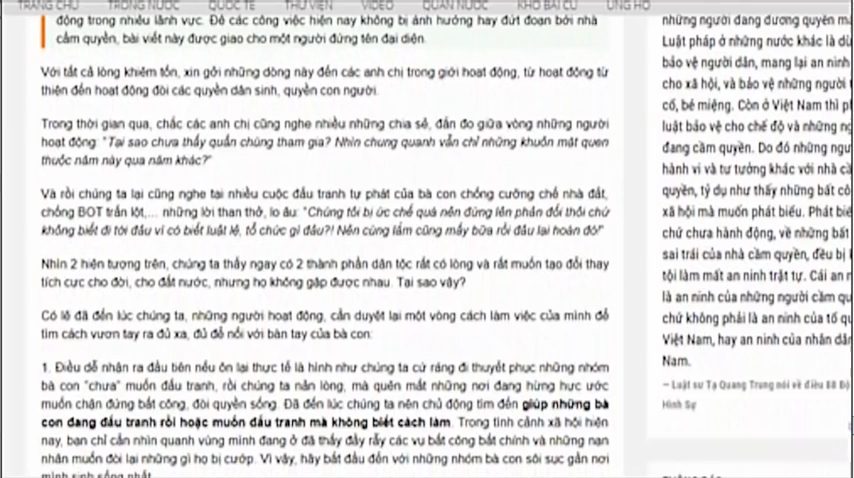 TRANG CHỦ TRONG NƯỚC QUỐC TẾ THƯ VIỆN VIDEO QUÂN NƯỚC KHO BÀI CŨ ỦNG HỘ
động trong nhiều lãnh vực. Để các công việc hiện nay không bị ảnh hưởng hay đứt đoạn bởi nhà
cầm quyền, bài viết này được giao cho một người đứng tên đại diện.
Với tất cả lòng khiêm tốn, xin gởi những dòng này đến các anh chị trong giới hoạt động, từ hoạt động từ
thiện đến hoạt động đòi các quyền dân sinh, quyền con người.
Trong thời gian qua, chắc các anh chị cũng nghe nhiều những chia sẻ, đắn đo giữa vòng những người
hoạt động: "Tại sao chưa thấy quần chúng tham gia? Nhìn chung quanh vẫn chỉ những khuôn mặt quen
thuộc năm này qua năm khác?"
Và rồi chúng ta lại cũng nghe tại nhiều cuộc đấu tranh tự phát của bà con chống cưỡng chế nhà đất,
chống BOT trấn lột,... những lời than thở, lo âu: "Chúng tôi bị ức chế quá nên đứng lên phản đối thôi chứ
không biết đi tới đâu vì có biết luật lệ, tổ chức gì đâu?! Nên cùng lắm cũng mấy bữa rồi đâu lại hoàn đó!"
Nhìn 2 hiện tượng trên, chúng ta thấy ngay có 2 thành phần dân tộc rất có lòng và rất muốn tạo đổi thay
tích cực cho đời, cho đất nước, nhưng họ không gặp được nhau. Tại sao vậy?
Có lẽ đã đến lúc chúng ta, những người hoạt động, cần duyệt lại một vòng cách làm việc của mình để
tìm cách vươn tay ra đủ xa, đủ để nối với bàn tay của bà con:
1. Điều dễ nhận ra đầu tiên nếu ôn lại thực tế là hình như chúng ta cứ ráng đi thuyết phục những nhóm
bà con "chưa" muốn đấu tranh, rồi chúng ta nản lòng, mà quên mất những nơi đang hừng hực ước
muốn chận đứng bất công, đòi quyền sống. Đã đến lúc chúng ta nên chủ động tìm đến giúp những bà
con đang đấu tranh rồi hoặc muốn đấu tranh mà không biết cách làm. Trong tình cảnh xã hội hiện
nay, bạn chỉ cần nhìn quanh vùng mình đang ở đã thấy đầy rẫy các vụ bất công bất chính và những nạn
nhân muốn đòi lại những gì họ bị cướp. Vì vậy, hãy bắt đầu đến với những nhóm bà con sôi sục gần nơi
mình sinh sống nhất.
những người đang đương quyền
Luật pháp ở những nước khác là
bảo vệ người dân, mang lại an ninh
cho xã hội, và bảo vệ những người
cổ, bé miệng. Còn ở Việt Nam thì
luật bảo vệ cho chế độ và những
đang cầm quyền. Do đó những
hành vi và tư tưởng khác với nhà
quyền, tỷ dụ như thấy những bất
xã hội mà muốn phát biểu. Phát
chứ chưa hành động, về những bất
sai trái của nhà cầm quyền, đều bị
tội làm mất an ninh trật tự. Cái an
là an ninh của những người cầm
chứ không phải là an ninh của tổ
Việt Nam, hay an ninh của nhân
Nam.
– Luật sư Tạ Quang Trung nói về điều 88 Bộ
Hình Sự